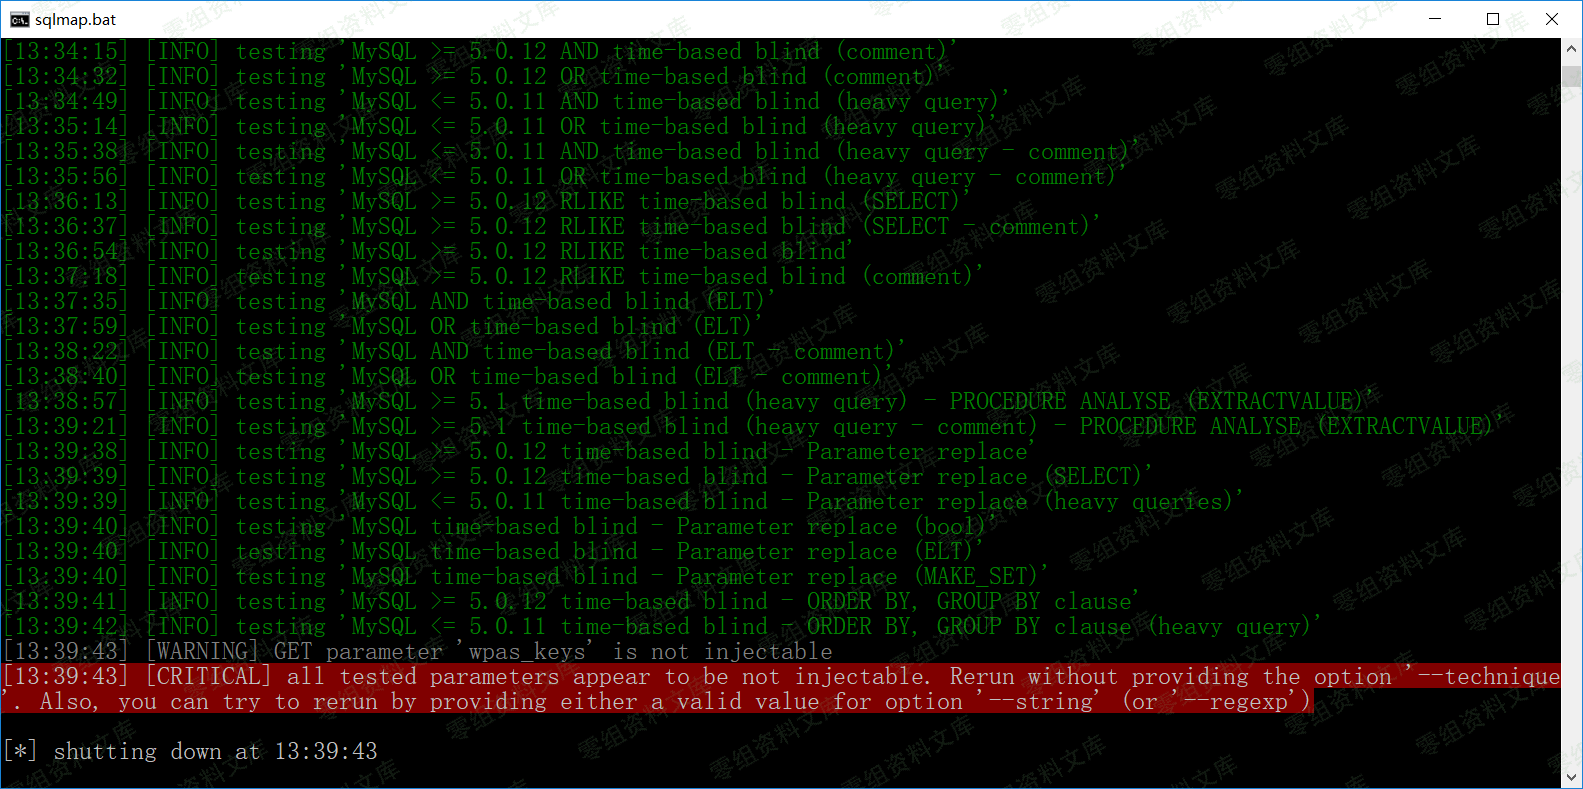 sqlmap.bat
[13:34:15] [INFO] testing 'MySQL >= 5.0.12 AND time-based blind (comment)'
[13:34:32] [INFO] testing 'MySQL >= 5.0.12 OR time-based blind (comment)'
[13:34:49] [INFO] testing 'MySQL <= 5.0.11 AND time-based blind (heavy query)'
[13:35:14] [INFO] testing 'MySQL <= 5.0.11 OR time-based blind (heavy query)'
[13:35:38] [INFO] testing 'MySQL <= 5.0.11 AND time-based blind (heavy query - comment)'
[13:35:56] [INFO] testing 'MySQL <= 5.0.11 OR time-based blind (heavy query - comment)'
[13:36:13] [INFO] testing 'MySQL >= 5.0.12 RLIKE time-based blind (SELECT)'
[13:36:37] [INFO] testing 'MySQL >= 5.0.12 RLIKE time-based blind (SELECT - comment)'
[13:36:54] [INFO] testing 'MySQL >= 5.0.12 RLIKE time-based blind'
[13:37:18] [INFO] testing 'MySQL >= 5.0.12 RLIKE time-based blind (comment)'
[13:37:35] [INFO] testing 'MySQL AND time-based blind (ELT)'
[13:37:59] [INFO] testing 'MySQL OR time-based blind (ELT)'
[13:38:22] [INFO] testing 'MySQL AND time-based blind (ELT - comment)'
[13:38:40] [INFO] testing 'MySQL OR time-based blind (ELT - comment)'
[13:38:57] [INFO] testing 'MySQL >= 5.1 time-based blind (heavy query) - PROCEDURE ANALYSE (EXTRACTVALUE)'
[13:39:21] [INFO] testing 'MySQL >= 5.1 time-based blind (heavy query - comment) - PROCEDURE ANALYSE (EXTRACTVALUE)'
[13:39:38] [INFO] testing 'MySQL >= 5.0.12 time-based blind - Parameter replace'
[13:39:39] [INFO] testing 'MySQL >= 5.0.12 time-based blind - Parameter replace (SELECT)'
[13:39:39] [INFO] testing 'MySQL <= 5.0.11 time-based blind - Parameter replace (heavy queries)'
[13:39:40] [INFO] testing 'MySQL time-based blind - Parameter replace (bool)'
[13:39:40] [INFO] testing 'MySQL time-based blind - Parameter replace (ELT)'
[13:39:40] [INFO] testing 'MySQL time-based blind - Parameter replace (MAKE_SET)'
[13:39:41] [INFO] testing 'MySQL >= 5.0.12 time-based blind - ORDER BY, GROUP BY clause'
[13:39:42] [INFO] testing 'MySQL <= 5.0.11 time-based blind - ORDER BY, GROUP BY clause (heavy query)'
[13:39:43] [WARNING] GET parameter 'wpas_keys' is not injectable
[13:39:43] [CRITICAL] all tested parameters appear to be not injectable. Rerun without providing the option '--technique
'. Also, you can try to rerun by providing either a valid value for option '--string' (or '--regexp')
[*] shutting down at 13:39:43
零组资料文库